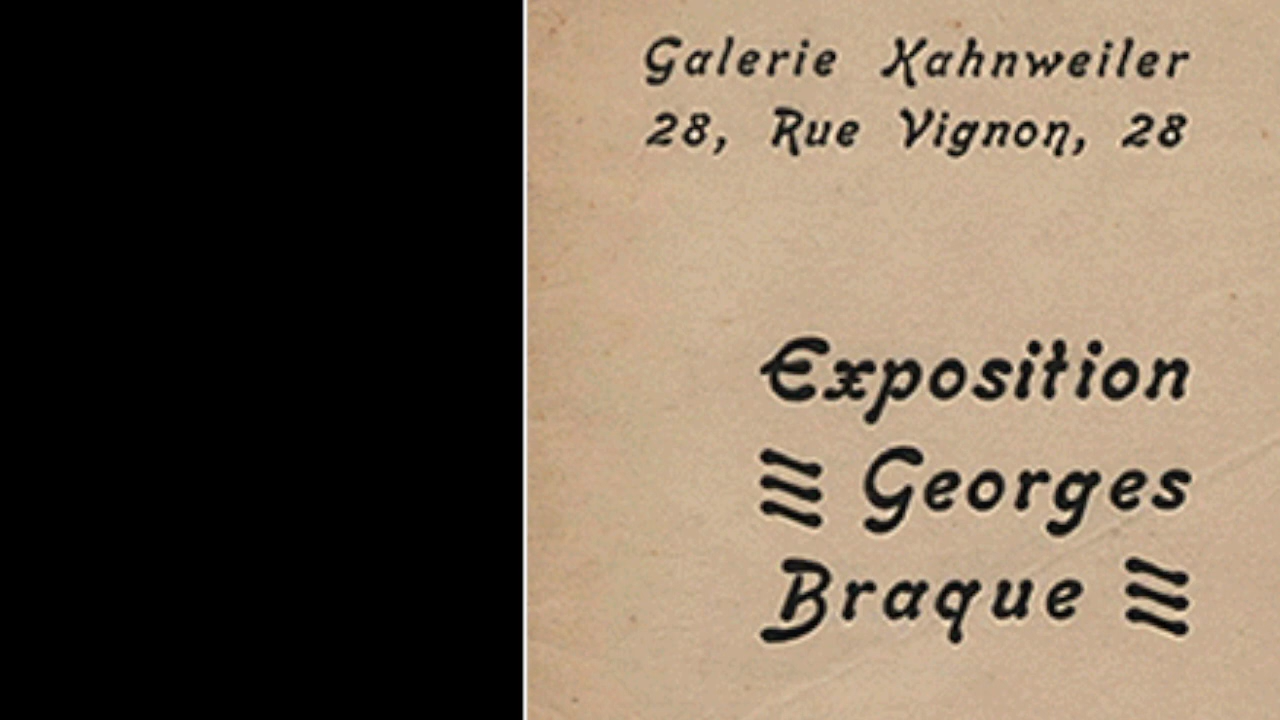 Galerie Kahnweiler
28, Rue Vignon, 28
Exposition
Georges
Braque